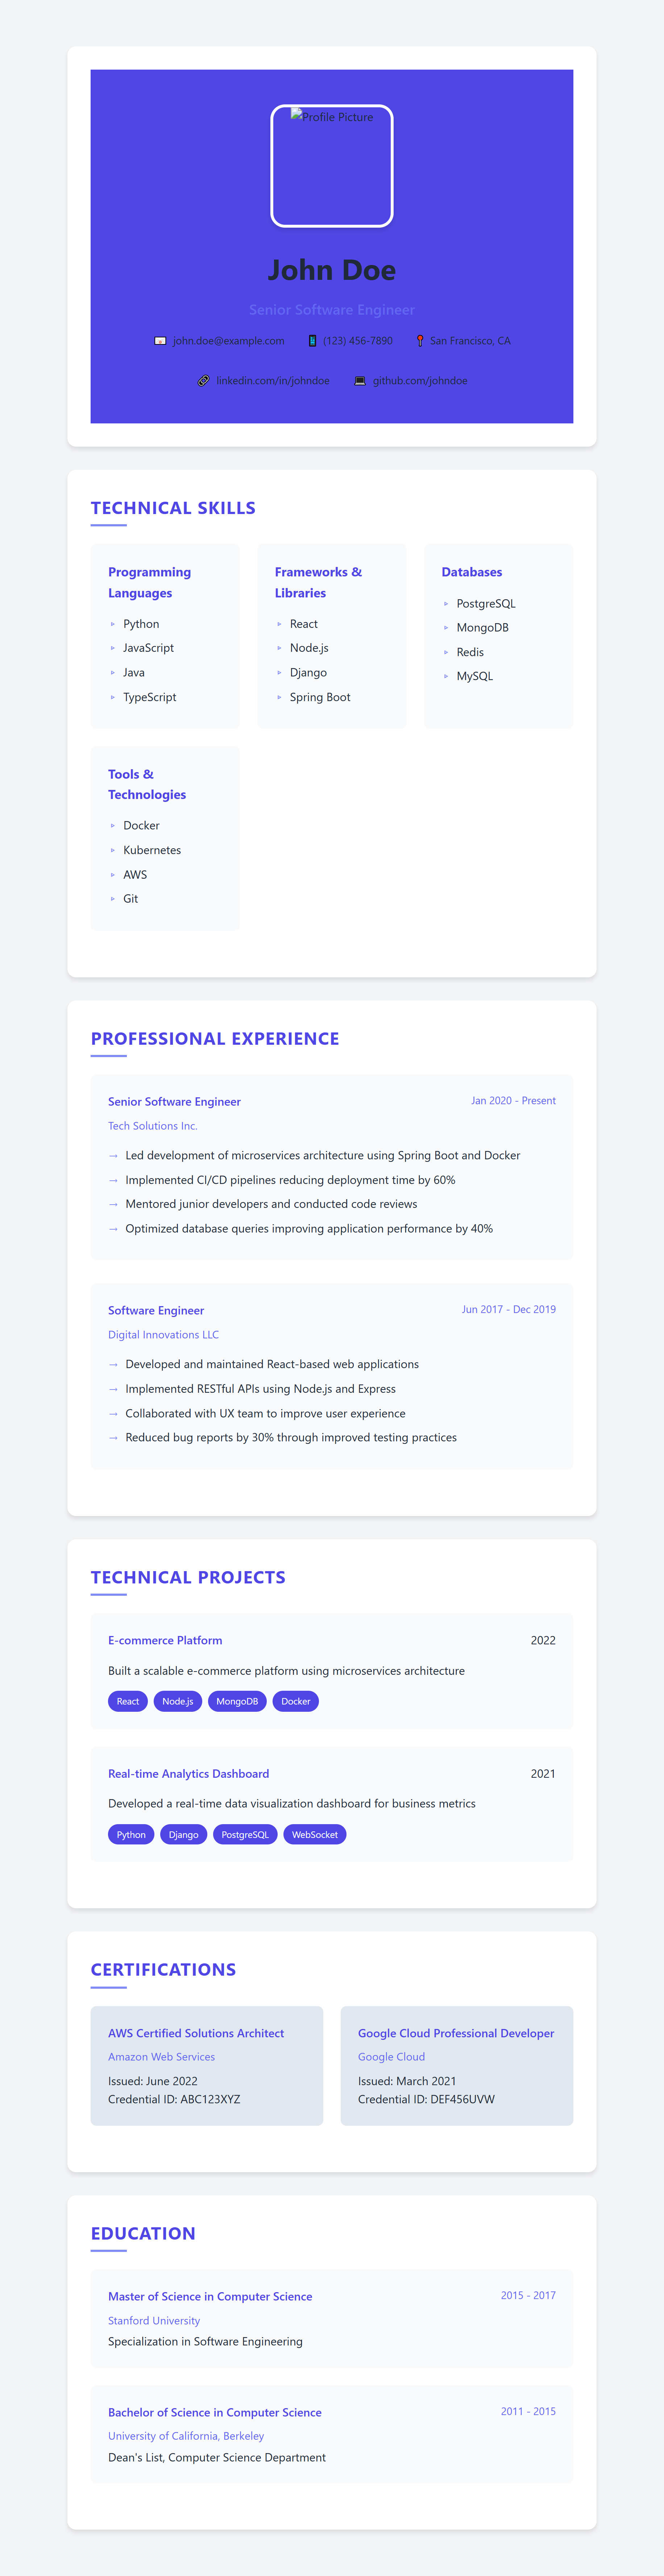 Profile Picture
John Doe
Senior Software Engineer
john.doe@example.com (123) 456-7890 San Francisco, CA
linkedin.com/in/johndoe github.com/johndoe
TECHNICAL SKILLS
Programming
Languages
Python
JavaScript
Java
TypeScript
Frameworks &
Libraries
React
Node.js
Django
Spring Boot
Databases
PostgreSQL
MongoDB
Redis
MySQL
Tools &
Technologies
Docker
Kubernetes
AWS
Git
PROFESSIONAL EXPERIENCE
Senior Software Engineer Jan 2020 - Present
Tech Solutions Inc.
→ Led development of microservices architecture using Spring Boot and Docker
→ Implemented CI/CD pipelines reducing deployment time by 60%
→ Mentored junior developers and conducted code reviews
→ Optimized database queries improving application performance by 40%
Software Engineer Jun 2017 - Dec 2019
Digital Innovations LLC
→ Developed and maintained React-based web applications
→ Implemented RESTful APIs using Node.js and Express
→ Collaborated with UX team to improve user experience
→ Reduced bug reports by 30% through improved testing practices
TECHNICAL PROJECTS
E-commerce Platform 2022
Built a scalable e-commerce platform using microservices architecture
React Node.js MongoDB Docker
Real-time Analytics Dashboard 2021
Developed a real-time data visualization dashboard for business metrics
Python Django PostgreSQL WebSocket
CERTIFICATIONS
AWS Certified Solutions Architect
Amazon Web Services
Issued: June 2022
Credential ID: ABC123XYZ
Google Cloud Professional Developer
Google Cloud
Issued: March 2021
Credential ID: DEF456UVW
EDUCATION
Master of Science in Computer Science 2015 - 2017
Stanford University
Specialization in Software Engineering
Bachelor of Science in Computer Science 2011 - 2015
University of California, Berkeley
Dean's List, Computer Science Department